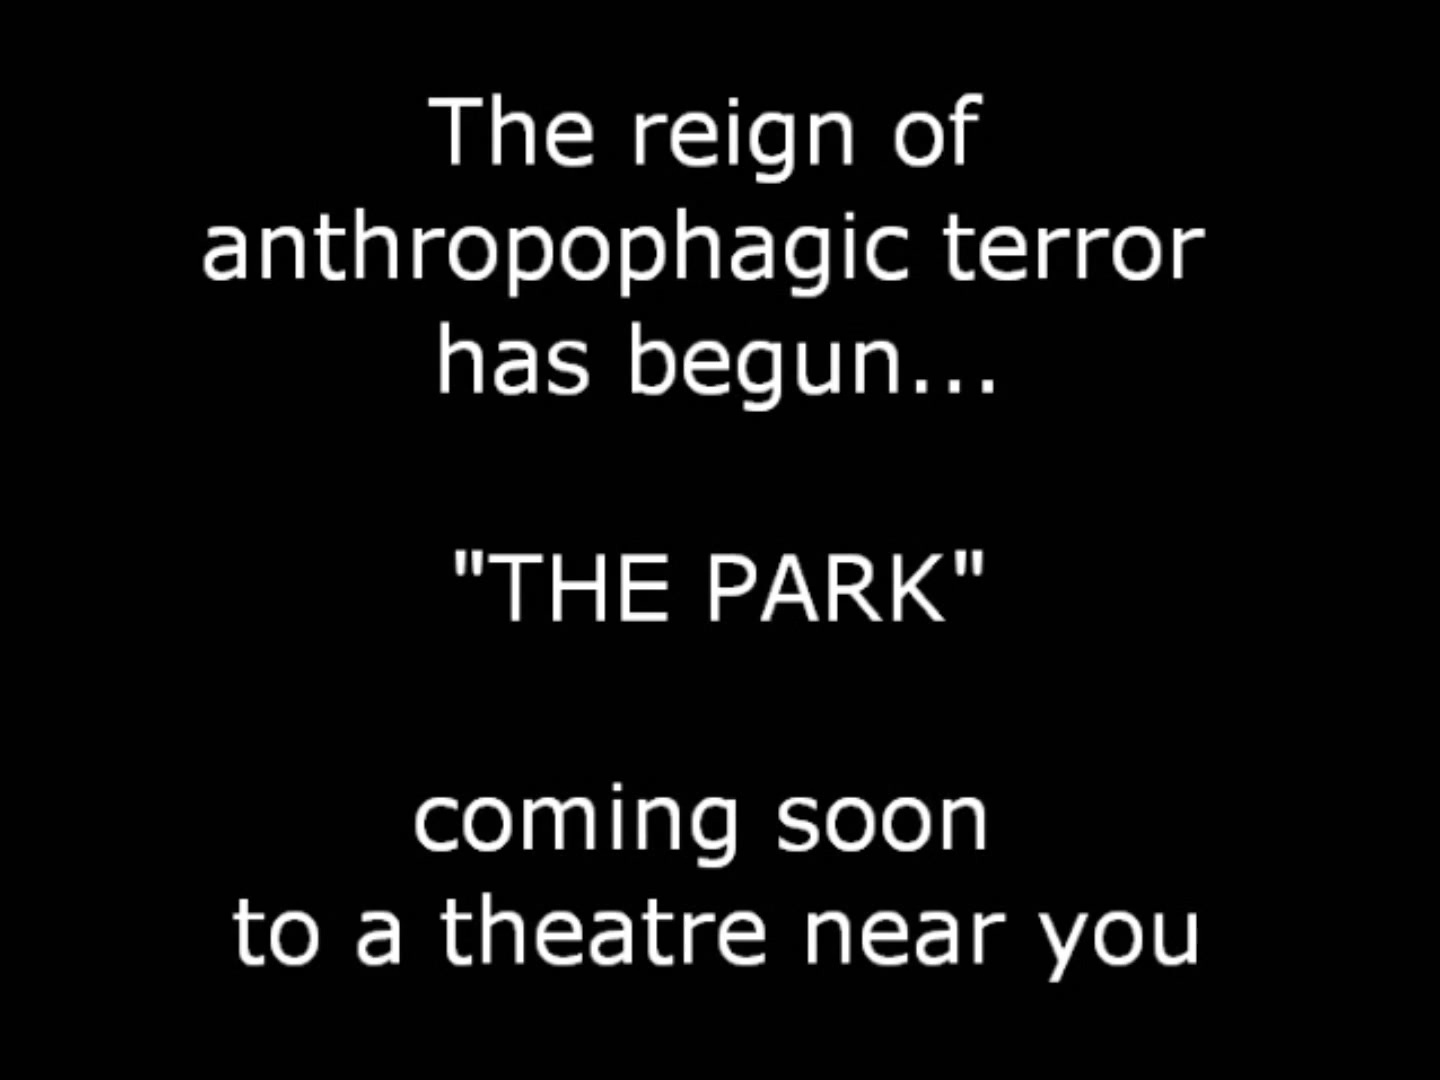 The reign of
anthropophagic terror
has begun...
"THE PARK"
coming soon
to a theatre near you